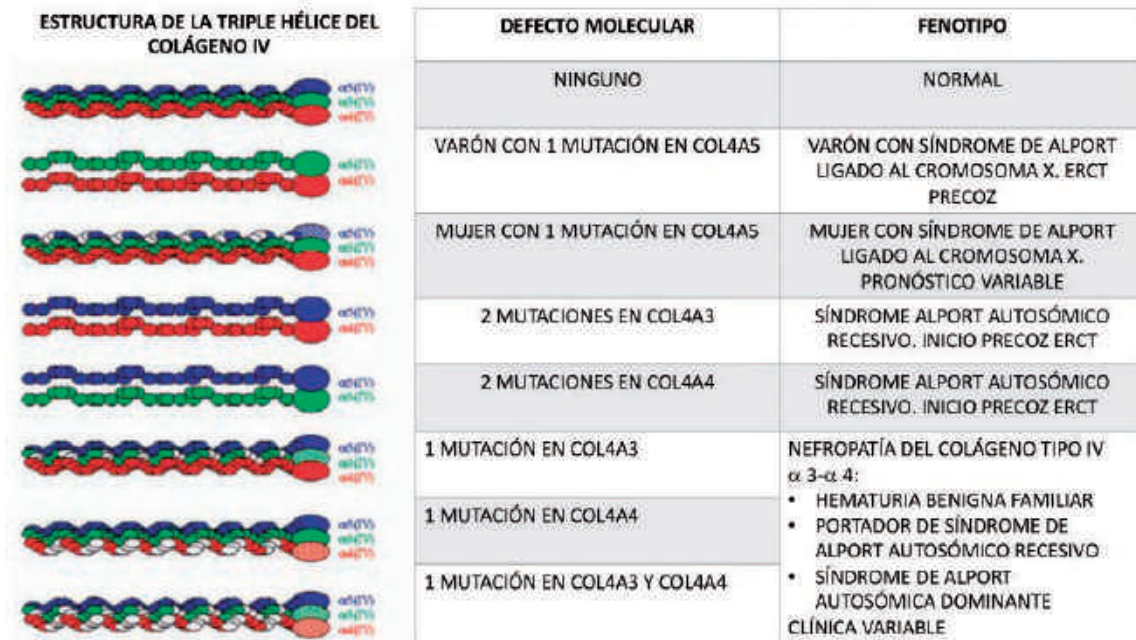 ESTRUCTURA DE LA TRIPLE HÉLICE DEL
COLÁGENO IV
DEFECTO MOLECULAR
FENOTIPO
NINGUNO
NORMAL
VARÓN CON 1 MUTACIÓN EN COL4A5
VARÓN CON SÍNDROME DE ALPORT
LIGADO AL CROMOSOMA X. ERCT
PRECOZ
MUJER CON 1 MUTACIÓN EN COL4A5
MUJER CON SÍNDROME DE ALPORT
LIGADO AL CROMOSOMA X.
PRONÓSTICO VARIABLE
2 MUTACIONES EN COL4A3
SÍNDROME ALPORT AUTOSÓMICO
RECESIVO. INICIO PRECOZ ERCT
2 MUTACIONES EN COL4A4
SÍNDROME ALPORT AUTOSÓMICO
RECESIVO. INICIO PRECOZ ERCT
1 MUTACIÓN EN COL4A3
1 MUTACIÓN EN COL4A4
1 MUTACIÓN EN COL4A3 Y COL4A4
NEFROPATÍA DEL COLÁGENO TIPO IV
α 3-α 4:
• HEMATURIA BENIGNA FAMILIAR
• PORTADOR DE SÍNDROME DE
ALPORT AUTOSÓMICO RECESIVO
• SÍNDROME DE ALPORT
AUTOSÓMICA DOMINANTE
CLÍNICA VARIABLE